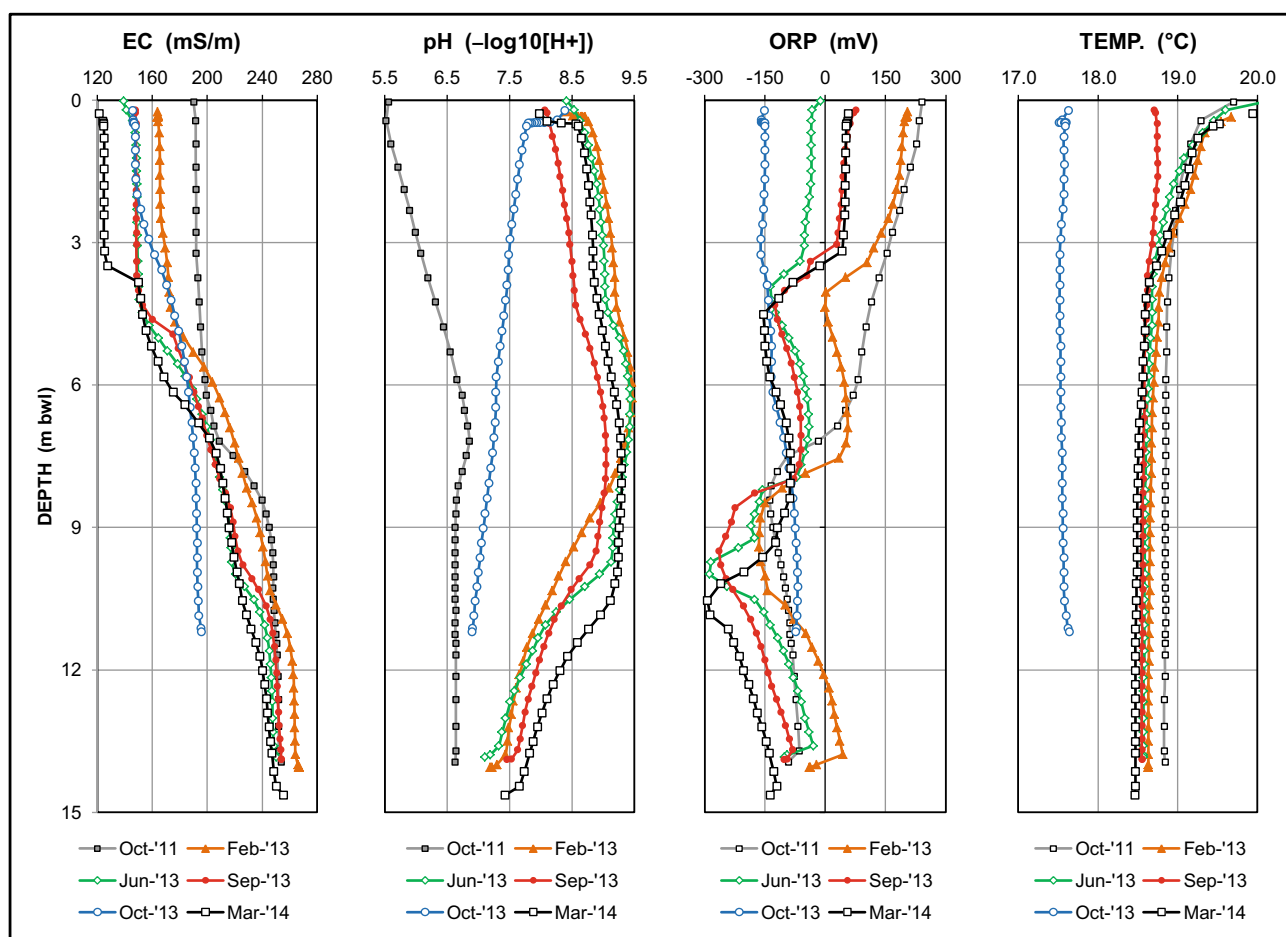 EC (mS/m) pH (–log10[H+]) ORP (mV) TEMP. (°C)
120 160 200 240 280 5.5 6.5 7.5 8.5 9.5 -300 -150 0 150 300 17.0 18.0 19.0 20.0
0
3
6
9
12
15
DEPTH (m bwl)
Oct-'11 Feb-'13 Oct-'11 Feb-'13 Oct-'11 Feb-'13 Oct-'11 Feb-'13
Jun-'13 Sep-'13 Jun-'13 Sep-'13 Jun-'13 Sep-'13 Jun-'13 Sep-'13
Oct-'13 Mar-'14 Oct-'13 Mar-'14 Oct-'13 Mar-'14 Oct-'13 Mar-'14